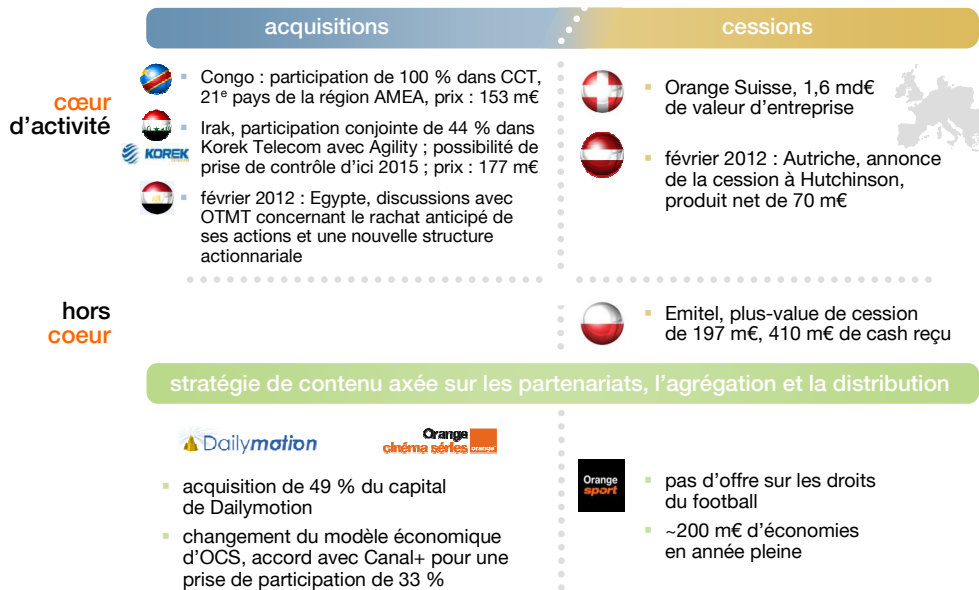 acquisitions
cessions
cœur
d'activité
▪ Congo : participation de 100 % dans CCT,
21e pays de la région AMEA, prix : 153 m€
KOREK
▪ Irak, participation conjointe de 44 % dans
Korek Telecom avec Agility ; possibilité de
prise de contrôle d'ici 2015 ; prix : 177 m€
▪ février 2012 : Egypte, discussions avec
OTMT concernant le rachat anticipé de
ses actions et une nouvelle structure
actionnariale
▪ Orange Suisse, 1,6 md€
de valeur d'entreprise
▪ février 2012 : Autriche, annonce
de la cession à Hutchinson,
produit net de 70 m€
hors
coeur
▪ Emitel, plus-value de cession
de 197 m€, 410 m€ de cash reçu
stratégie de contenu axée sur les partenariats, l'agrégation et la distribution
Dailymotion
Orange
cinéma séries
orange
▪ acquisition de 49 % du capital
de Dailymotion
▪ changement du modèle économique
d'OCS, accord avec Canal+ pour une
prise de participation de 33 %
Orange
sport
▪ pas d'offre sur les droits
du football
▪ ~200 m€ d'économies
en année pleine